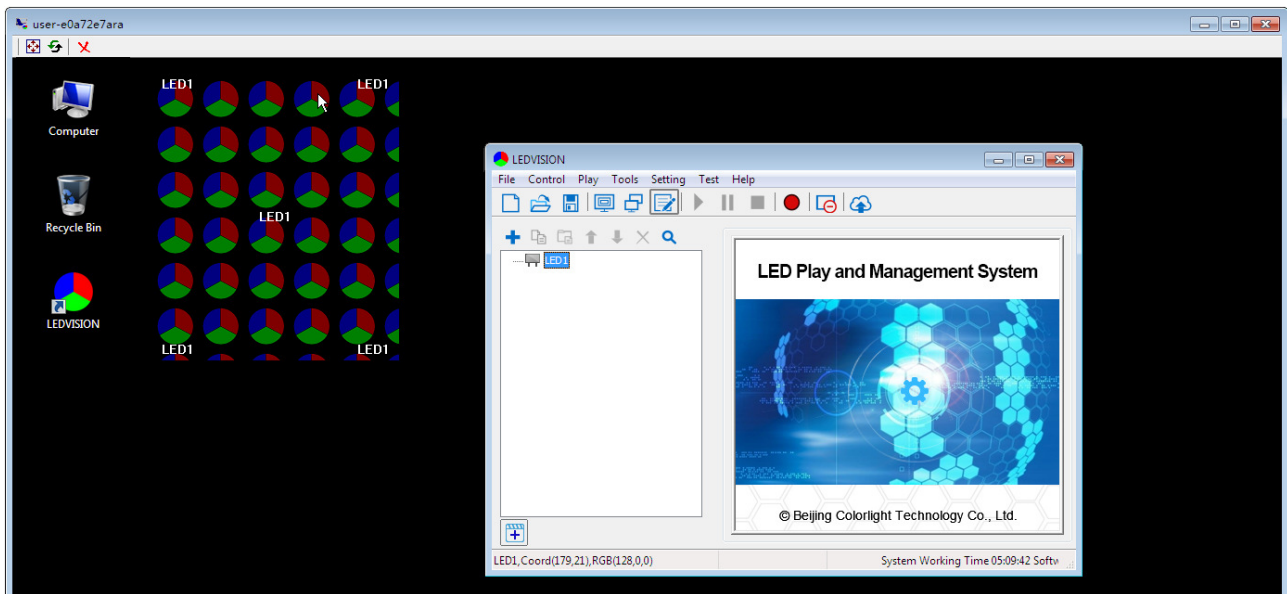 user-e0a72e7ara
LED1 LED1
Computer
LEDVISION
File Control Play Tools Setting Test Help
LED1
Recycle Bin
LED1
LED Play and Management System
LEDVISION
LED1 LED1
© Beijing Colorlight Technology Co., Ltd.
LED1,Coord(179,21),RGB(128,0,0) System Working Time 05:09:42 Softw